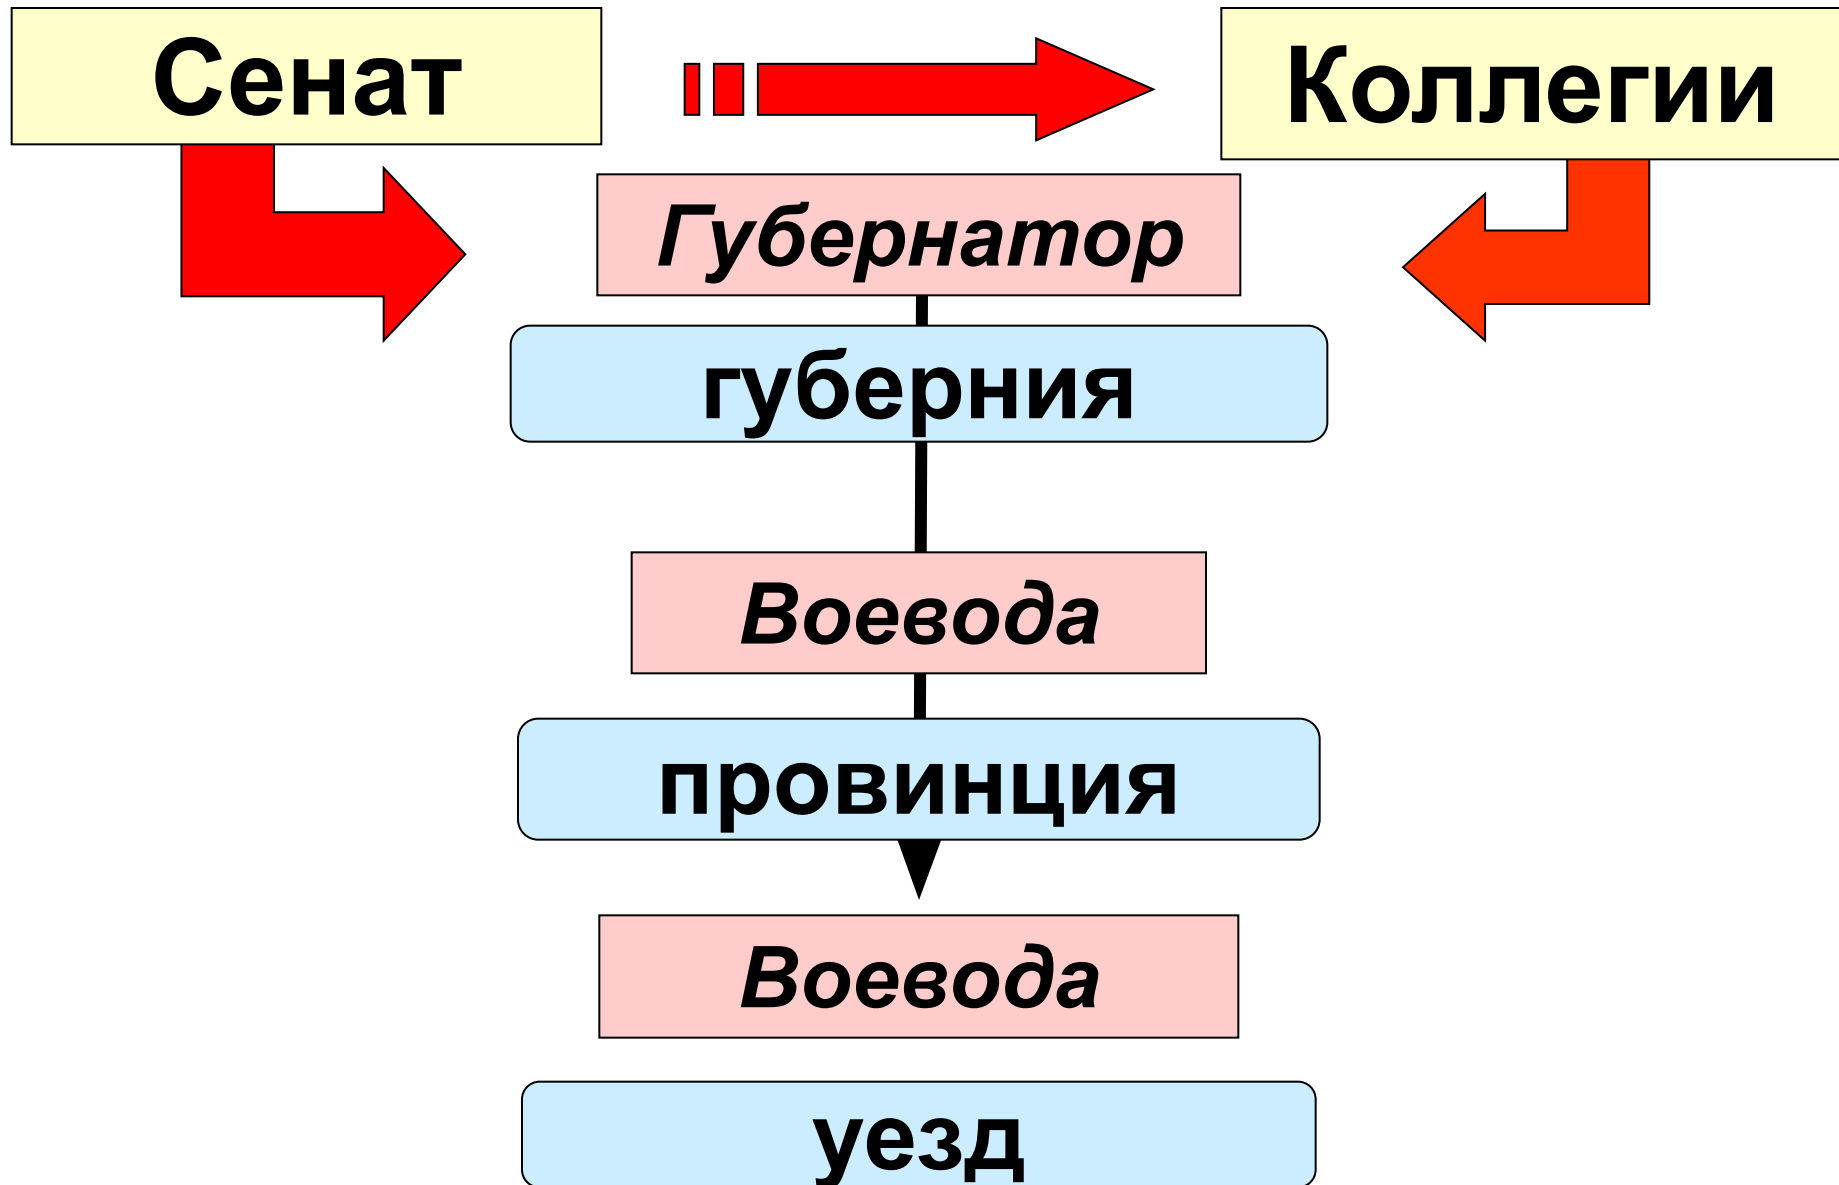 Сенат
Коллегии
Губернатор
губерния
Воевода
провинция
Воевода
уезд